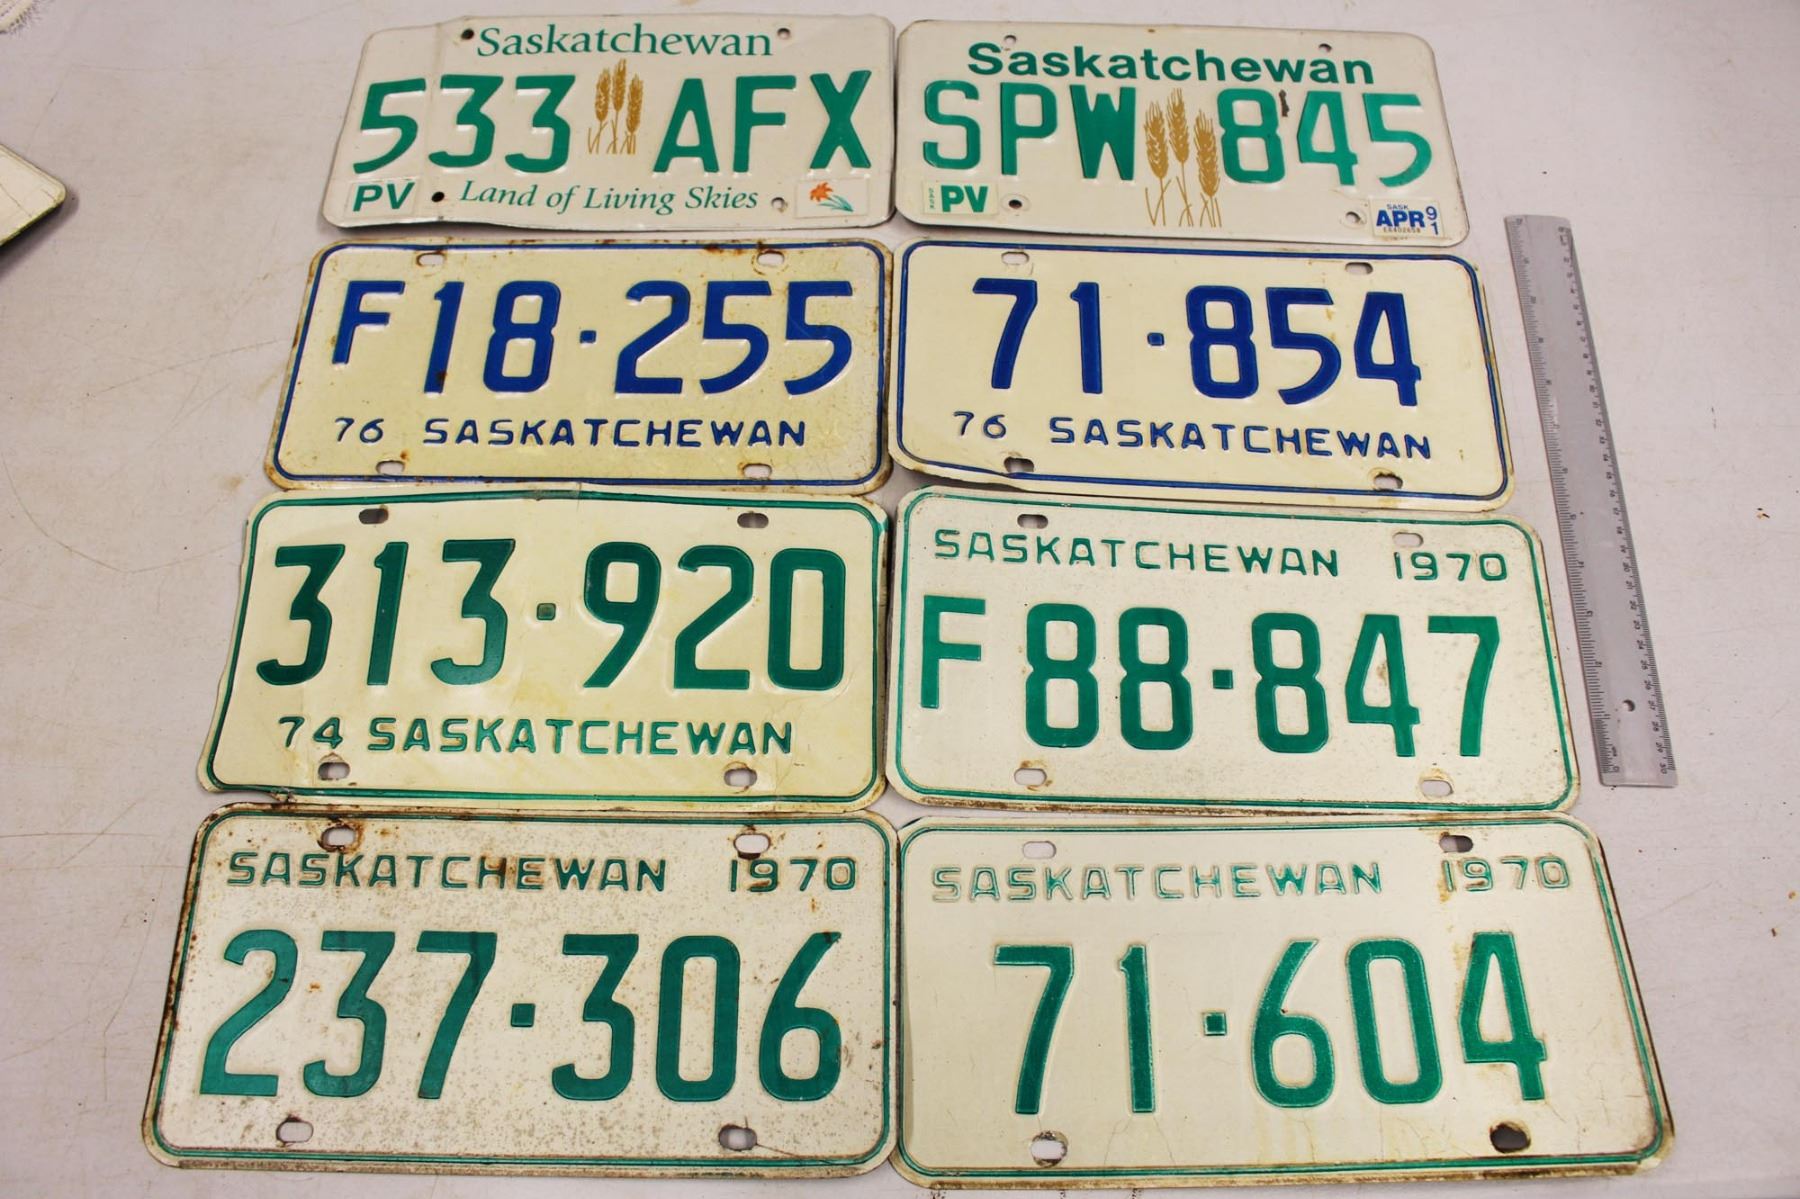 Saskatchewan
533 AFX
PV Land of Living Skies
Saskatchewan
SPW 845
PV
SASK
APR 91
F18·255
76 SASKATCHEWAN
71·854
76 SASKATCHEWAN
313·920
74 SASKATCHEWAN
SASKATCHEWAN 1970
F88·847
SASKATCHEWAN 1970
237·306
SASKATCHEWAN 1970
71·604